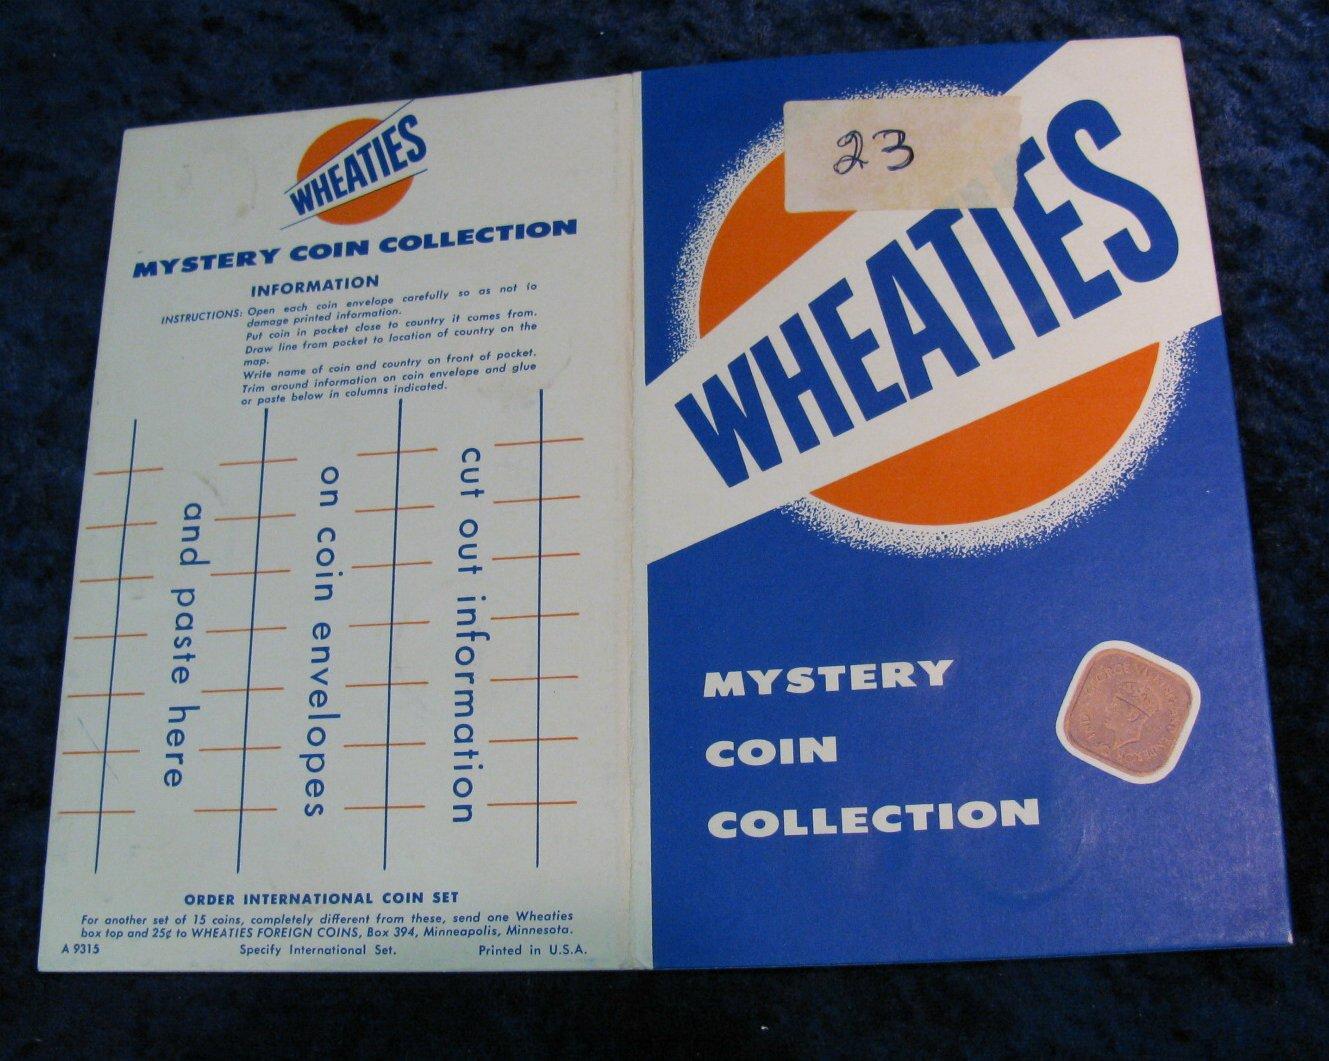 WHEATIES
MYSTERY COIN COLLECTION
INFORMATION
INSTRUCTIONS: Open each coin envelope carefully so as not to
damage printed information.
Put coin in pocket close to country it comes from.
Draw line from pocket to location of country on the
map.
Write name of coin and country on front of pocket.
Trim around information on coin envelope and glue
or paste below in columns indicated.
cut out information
on coin envelopes
and paste here
ORDER INTERNATIONAL COIN SET
For another set of 15 coins, completely different from these, send one Wheaties
box top and 25¢ to WHEATIES FOREIGN COINS, Box 394, Minneapolis, Minnesota.
A 9315 Specify International Set. Printed in U.S.A.
23
WHEATIES
MYSTERY
COIN
COLLECTION
GEORGE VI KING EMPEROR